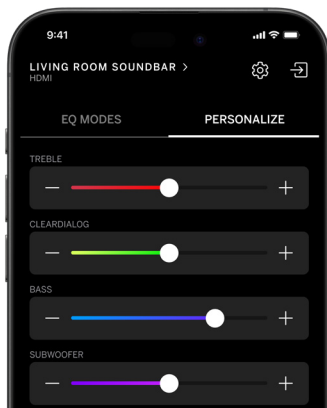 9:41
LIVING ROOM SOUNDBAR >
HDMI
EQ MODES PERSONALIZE
TREBLE
CLEARDIALOG
BASS
SUBWOOFER